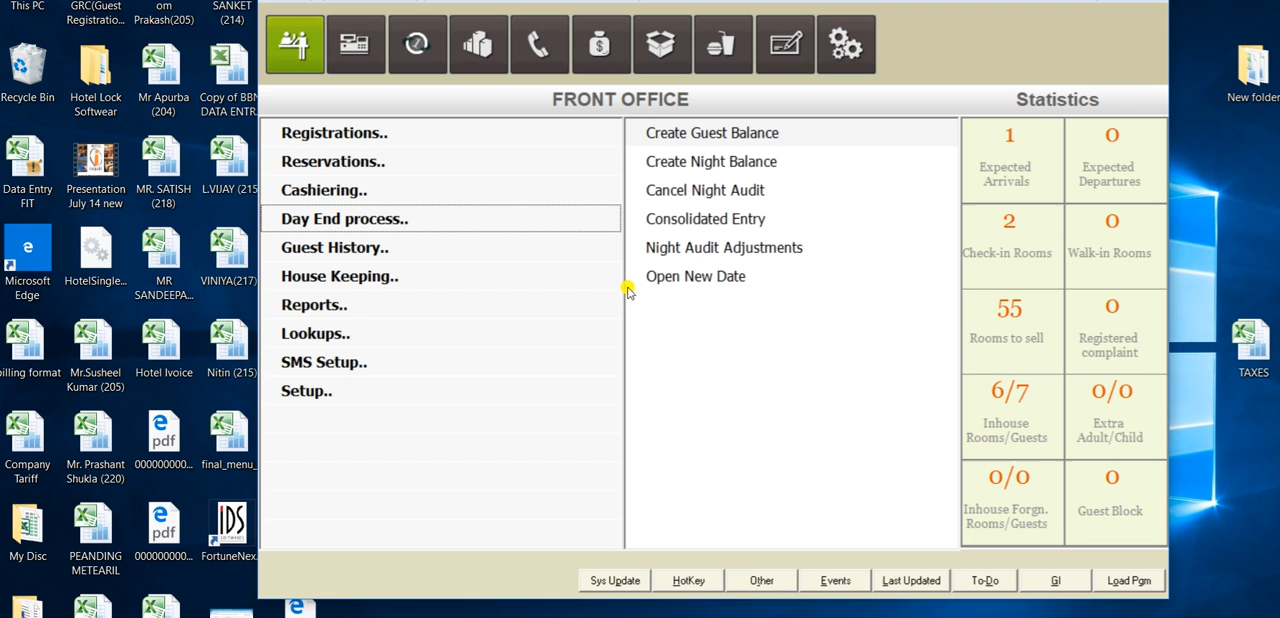 This PC
GRC(Guest
Registratio...
om
Prakash(205)
SANKET
(214)
Recycle Bin
Hotel Lock
Softwear
Mr Apurba
(204)
Copy of BBN
DATA ENTR
Data Entry
FIT
Presentation
July 14 new
MR. SATISH
(218)
L.VIJAY (215
Microsoft
Edge
HotelSingle...
MR
SANDEEPA...
VINIYA(217)
billing format
Mr.Susheel
Kumar (205)
Hotel Ivoice
Nitin (215)
Company
Tariff
Mr. Prashant
Shukla (220)
pdf
000000000...
final_menu_
My Disc
PEANDING
METEARIL
pdf
000000000...
IDS
SOFTWARES
FortuneNex
FRONT OFFICE
Registrations..
Reservations..
Cashiering..
Day End process..
Guest History..
House Keeping..
Reports..
Lookups..
SMS Setup..
Setup..
Create Guest Balance
Create Night Balance
Cancel Night Audit
Consolidated Entry
Night Audit Adjustments
Open New Date
Statistics
1
Expected
Arrivals
0
Expected
Departures
2
Check-in Rooms
0
Walk-in Rooms
55
Rooms to sell
0
Registered
complaint
6/7
Inhouse
Rooms/Guests
0/0
Extra
Adult/Child
0/0
Inhouse Forgn.
Rooms/Guests
0
Guest Block
Sys Update
HotKey
Other
Events
Last Updated
To-Do
GI
Load Pgm
New folder
TAXES